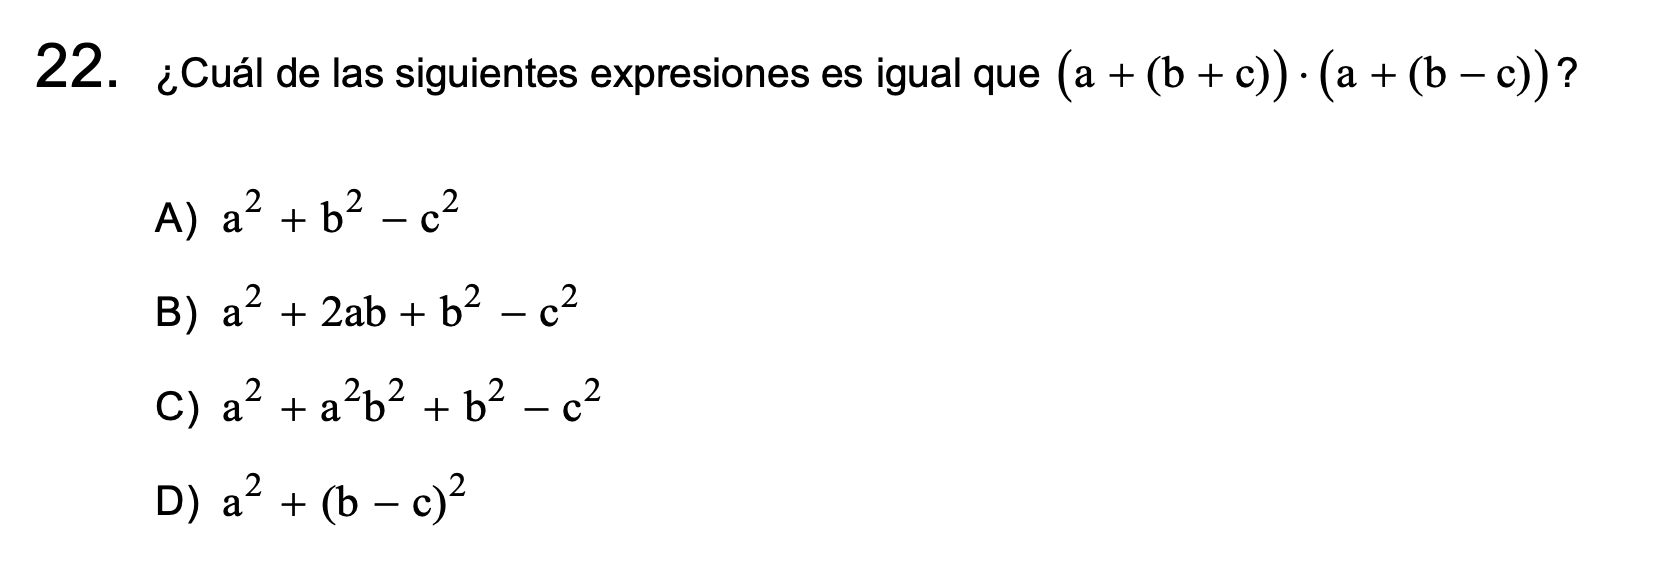 22. ¿Cuál de las siguientes expresiones es igual que (a + (b + c)) · (a + (b − c))?
A) a² + b² − c²
B) a² + 2ab + b² − c²
C) a² + a²b² + b² − c²
D) a² + (b − c)²